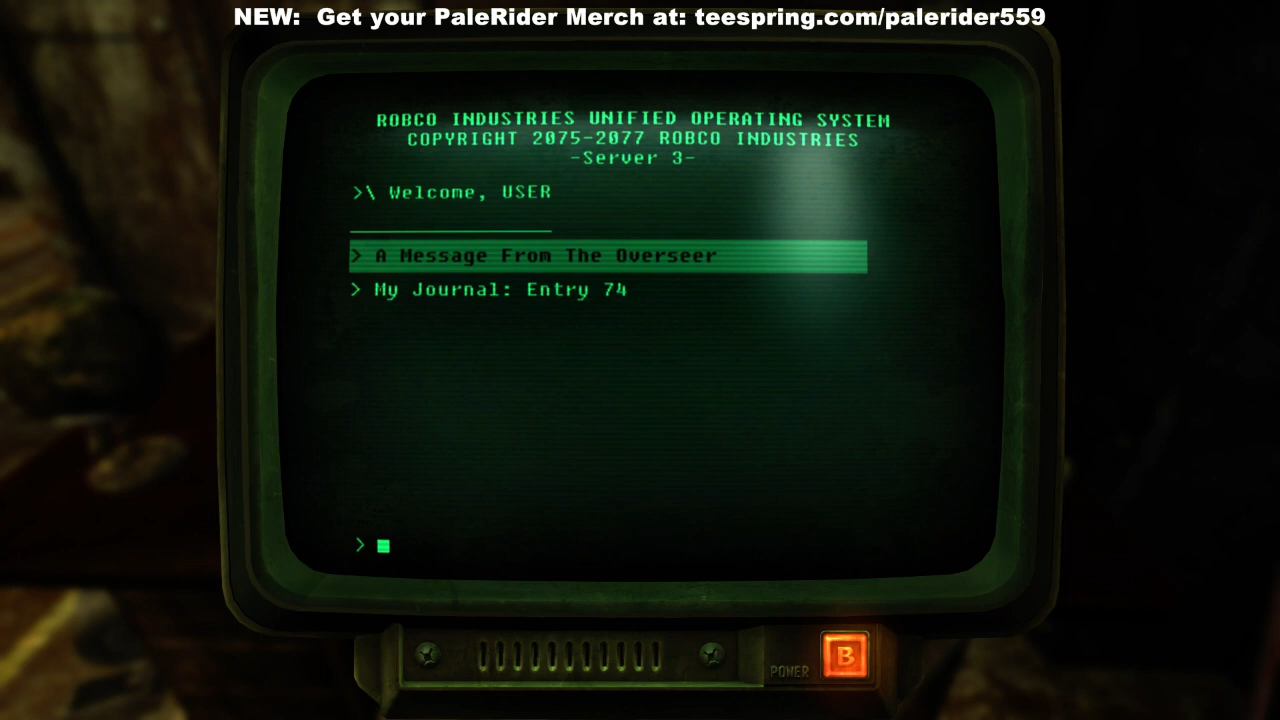 NEW:  Get your PaleRider Merch at: teespring.com/palerider559
ROBCO INDUSTRIES UNIFIED OPERATING SYSTEM
COPYRIGHT 2075-2077 ROBCO INDUSTRIES
-Server 3-
>\ Welcome, USER
> A Message From The Overseer
> My Journal: Entry 74
>
POWER
B